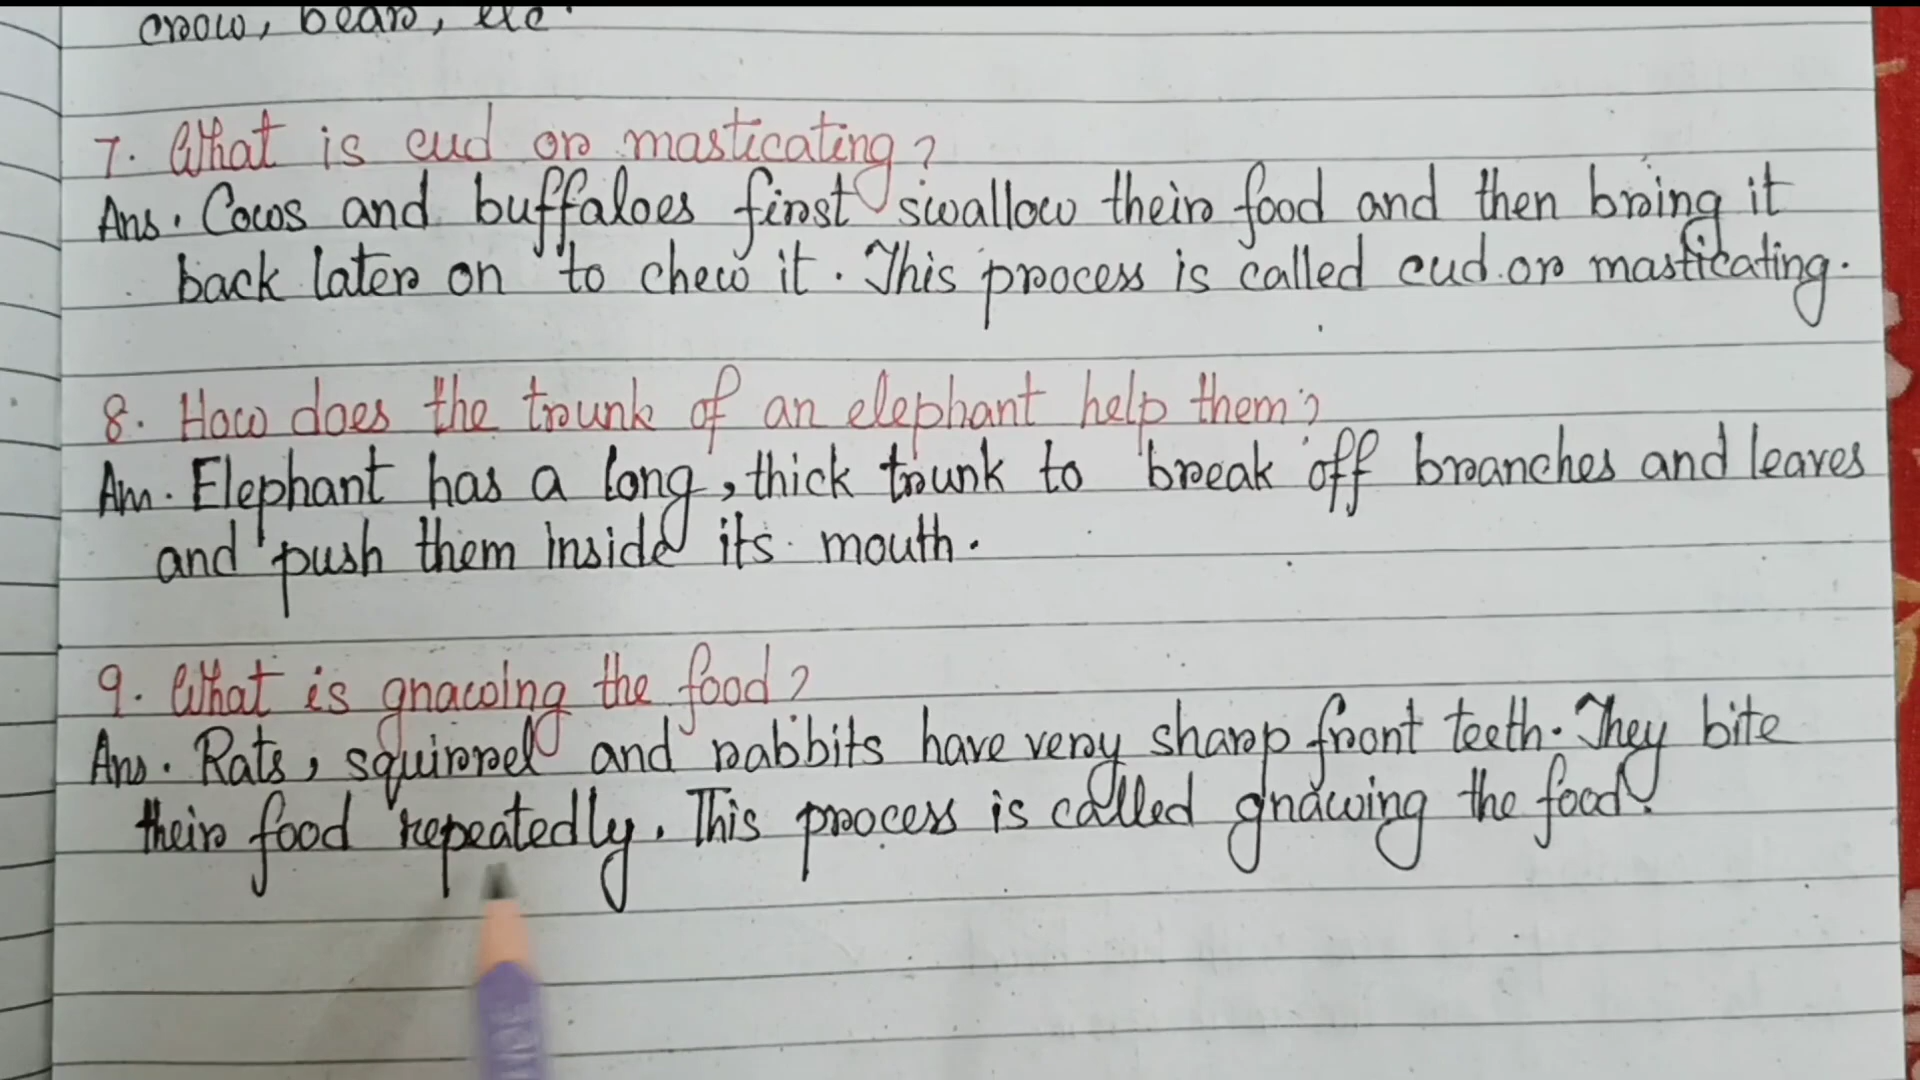 crow, bear, etc.
7. What is cud or masticating?
Ans. Cows and buffaloes first swallow their food and then bring it
back later on to chew it. This process is called cud or masticating.
8. How does the trunk of an elephant help them?
Ans. Elephant has a long, thick trunk to break off branches and leaves
and push them inside its mouth.
9. What is gnawing the food?
Ans. Rats, squirrel and rabbits have very sharp front teeth. They bite
their food repeatedly. This process is called gnawing the food.